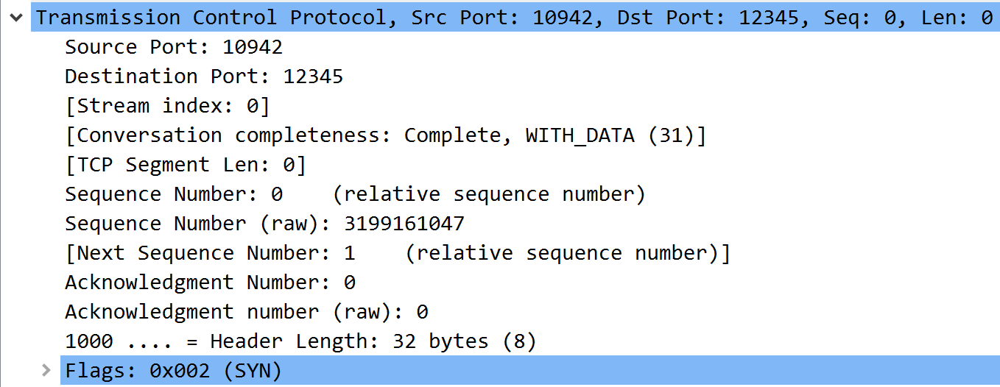 Transmission Control Protocol, Src Port: 10942, Dst Port: 12345, Seq: 0, Len: 0
Source Port: 10942
Destination Port: 12345
[Stream index: 0]
[Conversation completeness: Complete, WITH_DATA (31)]
[TCP Segment Len: 0]
Sequence Number: 0    (relative sequence number)
Sequence Number (raw): 3199161047
[Next Sequence Number: 1    (relative sequence number)]
Acknowledgment Number: 0
Acknowledgment number (raw): 0
1000 .... = Header Length: 32 bytes (8)
Flags: 0x002 (SYN)